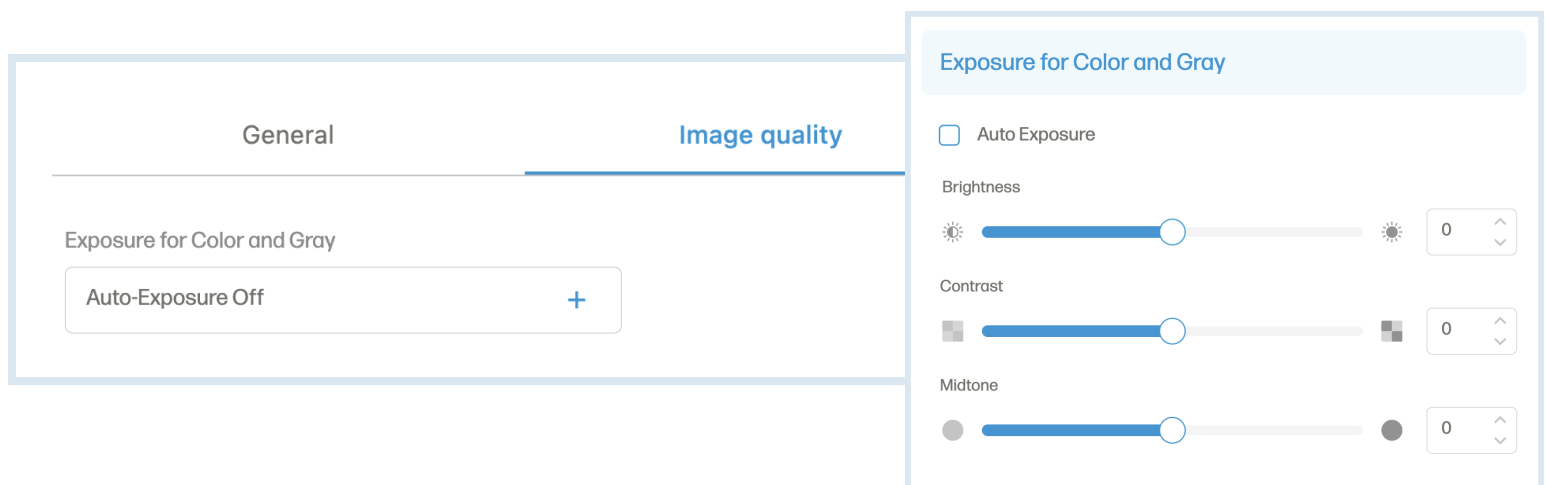 General
Image quality
Exposure for Color and Gray
Auto-Exposure Off
+
Exposure for Color and Gray
Auto Exposure
Brightness
0
Contrast
0
Midtone
0